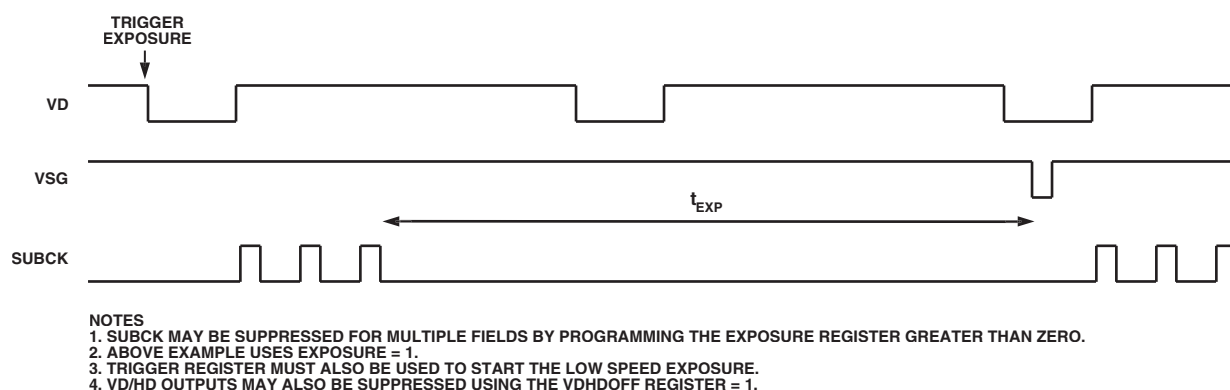 TRIGGER
EXPOSURE
VD
VSG
tEXP
SUBCK
NOTES
1. SUBCK MAY BE SUPPRESSED FOR MULTIPLE FIELDS BY PROGRAMMING THE EXPOSURE REGISTER GREATER THAN ZERO.
2. ABOVE EXAMPLE USES EXPOSURE = 1.
3. TRIGGER REGISTER MUST ALSO BE USED TO START THE LOW SPEED EXPOSURE.
4. VD/HD OUTPUTS MAY ALSO BE SUPPRESSED USING THE VDHDOFF REGISTER = 1.